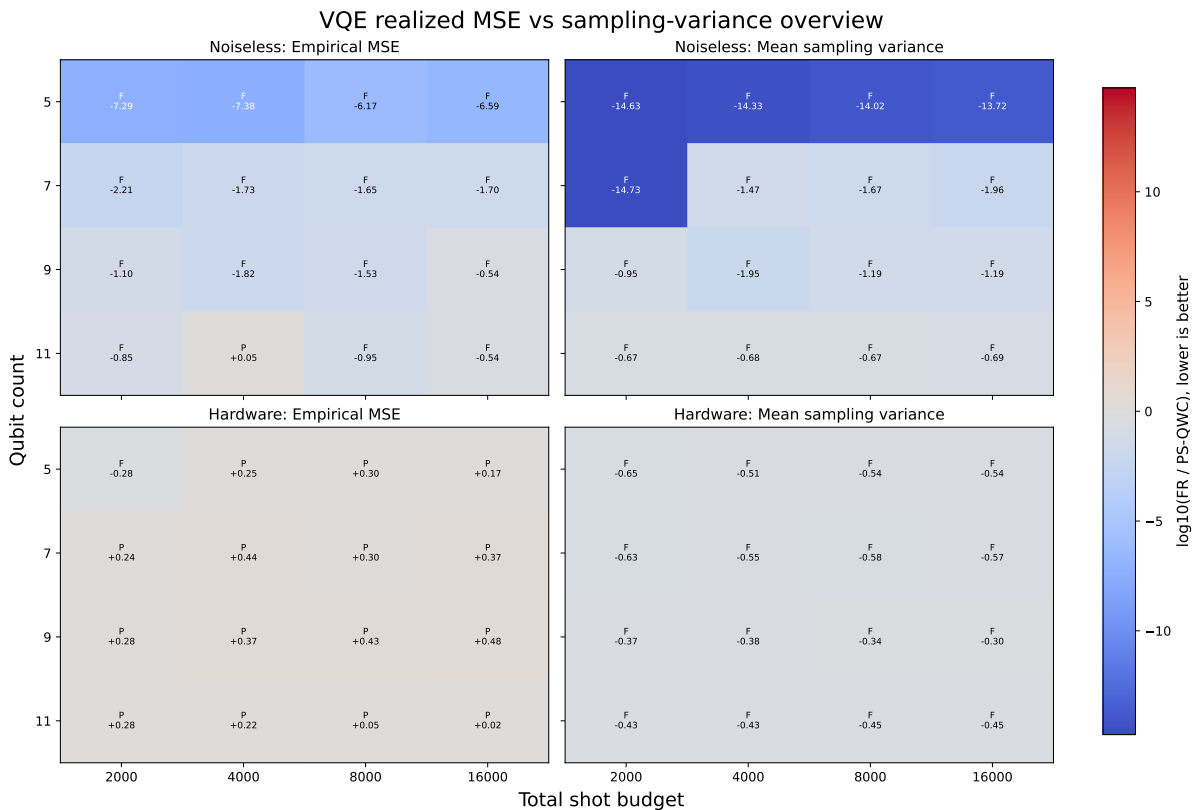 VQE realized MSE vs sampling-variance overview
Noiseless: Empirical MSE
Noiseless: Mean sampling variance
5
F F F F
-7.29 -7.38 -6.17 -6.59
F F F F
-14.63 -14.33 -14.02 -13.72
7
F F F F
-2.21 -1.73 -1.65 -1.70
F F F F
-14.73 -1.47 -1.67 -1.96
9
F F F F
-1.10 -1.82 -1.53 -0.54
F F F F
-0.95 -1.95 -1.19 -1.19
11
F P F F
-0.85 +0.05 -0.95 -0.54
F F F F
-0.67 -0.68 -0.67 -0.69
Hardware: Empirical MSE
Hardware: Mean sampling variance
5
F P P P
-0.28 +0.25 +0.30 +0.17
F F F F
-0.65 -0.51 -0.54 -0.54
7
P P P P
+0.24 +0.44 +0.30 +0.37
F F F F
-0.63 -0.55 -0.58 -0.57
9
P P P P
+0.28 +0.37 +0.43 +0.48
F F F F
-0.37 -0.38 -0.34 -0.30
11
P P P P
+0.28 +0.22 +0.05 +0.02
F F F F
-0.43 -0.43 -0.45 -0.45
2000 4000 8000 16000
2000 4000 8000 16000
Total shot budget
Qubit count
10
5
0
−5
−10
log10(FR / PS-QWC), lower is better